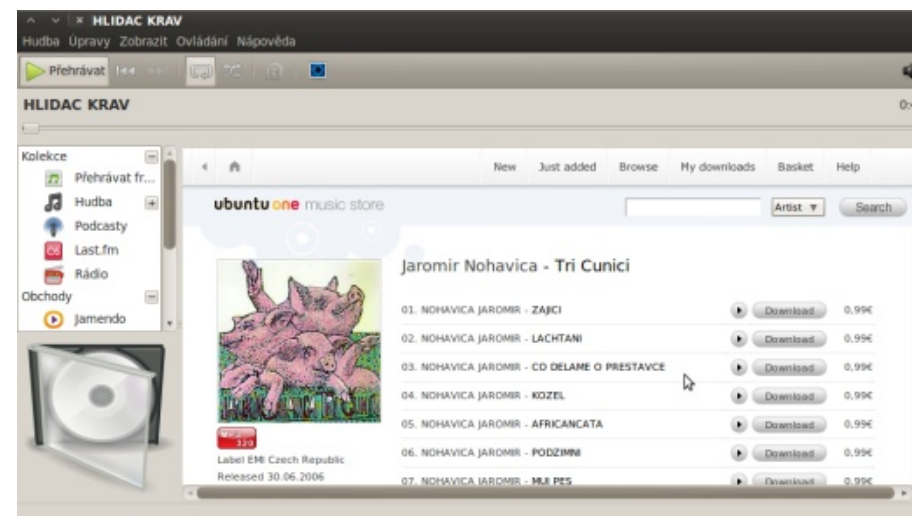 HLIDAC KRAV
Hudba Úpravy Zobrazit Ovládání Nápověda
Přehrávat
HLIDAC KRAV
Kolekce
Přehrávat fr...
Hudba
Podcasty
Last.fm
Rádio
Obchody
Jamendo
New Just added Browse My downloads Basket Help
ubuntu one music store
Artist Search
Jaromir Nohavica - Tri Cunici
01. NOHAVICA JAROMIR - ZAJICI Download 0,99€
02. NOHAVICA JAROMIR - LACHTANI Download 0,99€
03. NOHAVICA JAROMIR - CO DELAME O PRESTAVCE Download 0,99€
04. NOHAVICA JAROMIR - KOZEL Download 0,99€
05. NOHAVICA JAROMIR - AFRICANCATA Download 0,99€
06. NOHAVICA JAROMIR - PODZIMNI Download 0,99€
07. NOHAVICA JAROMIR - MUJ PES Download 0,99€
320
Label EMI Czech Republic
Released 30.06.2006